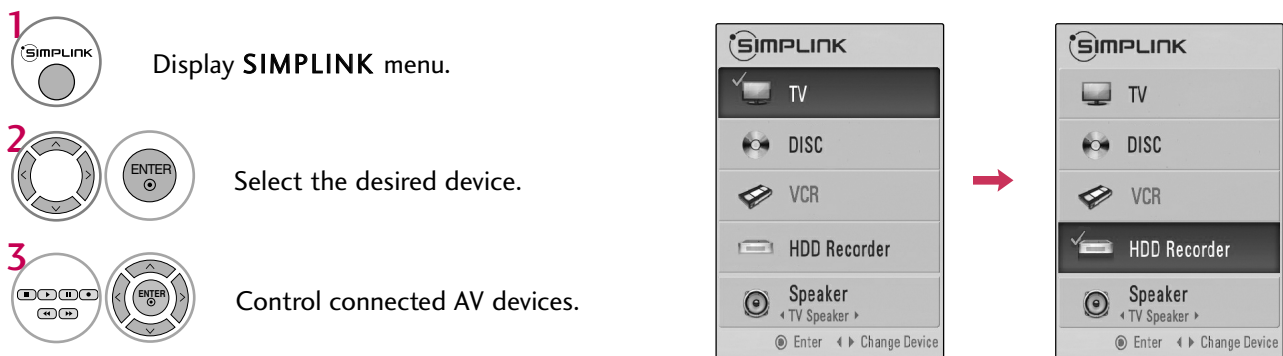 1
SIMPLINK
Display SIMPLINK menu.
2
ENTER
Select the desired device.
3
ENTER
Control connected AV devices.
SIMPLINK
TV
DISC
VCR
HDD Recorder
Speaker
TV Speaker
Enter Change Device
SIMPLINK
TV
DISC
VCR
HDD Recorder
Speaker
TV Speaker
Enter Change Device